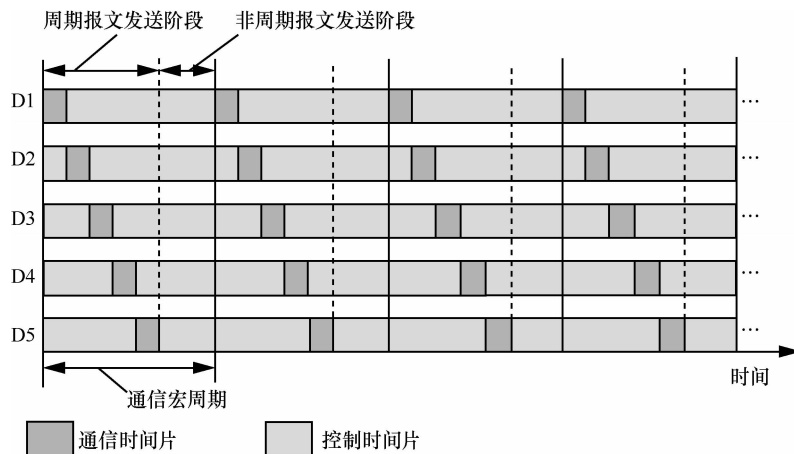 周期报文发送阶段 非周期报文发送阶段
D1 ...
D2 ...
D3 ...
D4 ...
D5 ...
时间
通信宏周期
通信时间片 控制时间片